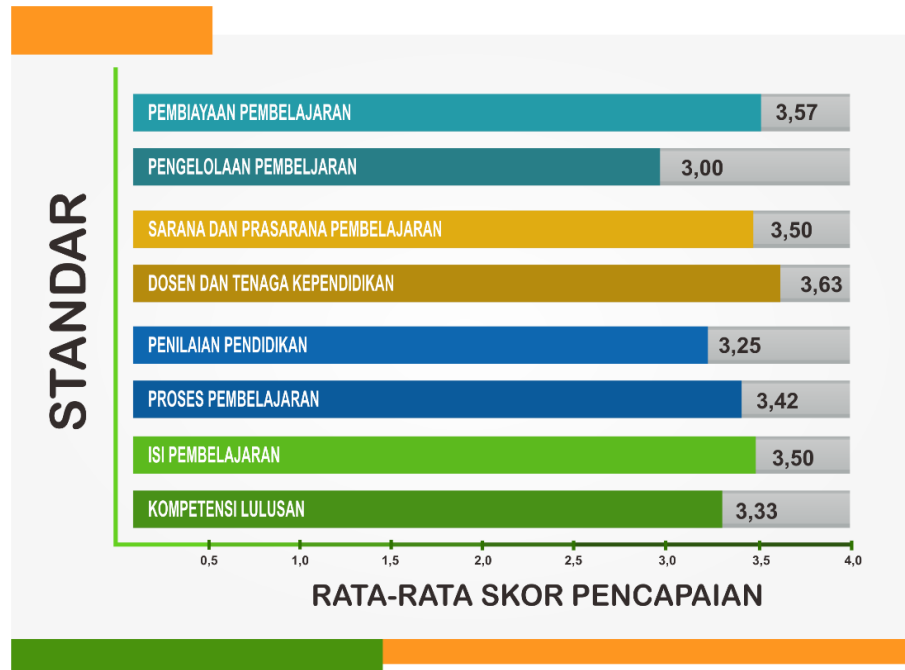 STANDAR
PEMBIAYAAN PEMBELAJARAN 3,57
PENGELOLAAN PEMBELJARAN 3,00
SARANA DAN PRASARANA PEMBELAJARAN 3,50
DOSEN DAN TENAGA KEPENDIDIKAN 3,63
PENILAIAN PENDIDIKAN 3,25
PROSES PEMBELAJARAN 3,42
ISI PEMBELAJARAN 3,50
KOMPETENSI LULUSAN 3,33
0,5 1,0 1,5 2,0 2,5 3,0 3,5 4,0
RATA-RATA SKOR PENCAPAIAN